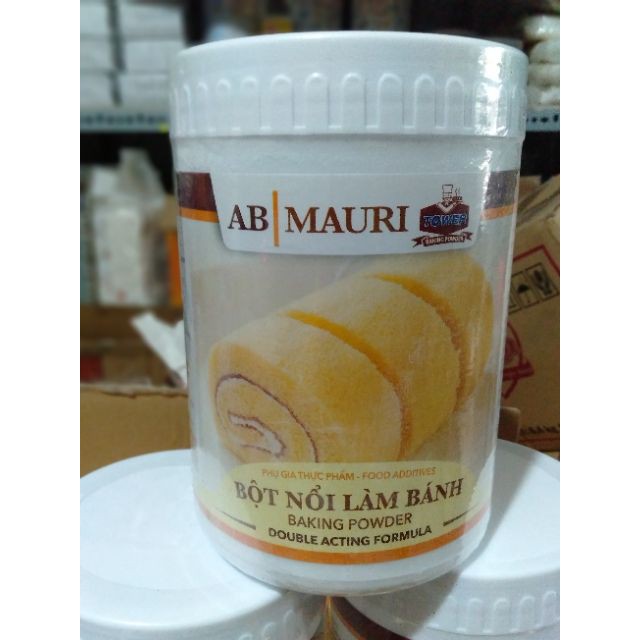 AB | MAURI
TOWER
BAKING POWDER
PHỤ GIA THỰC PHẨM - FOOD ADDITIVES
BỘT NỔI LÀM BÁNH
BAKING POWDER
DOUBLE ACTING FORMULA